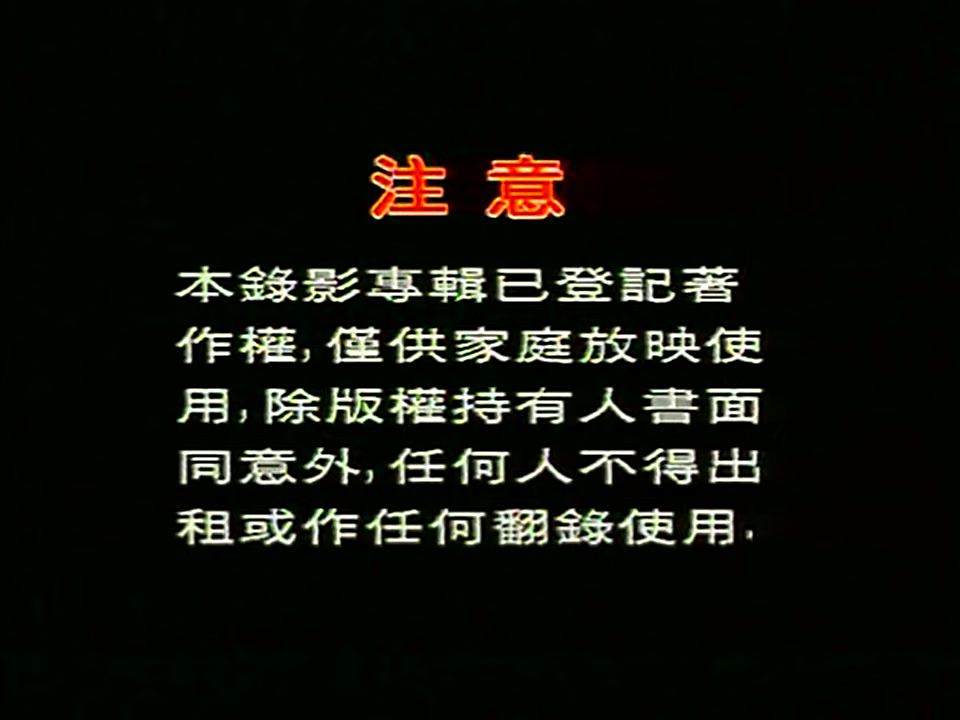 注意
本錄影專輯已登記著
作權,僅供家庭放映使
用,除版權持有人書面
同意外,任何人不得出
租或作任何翻錄使用.